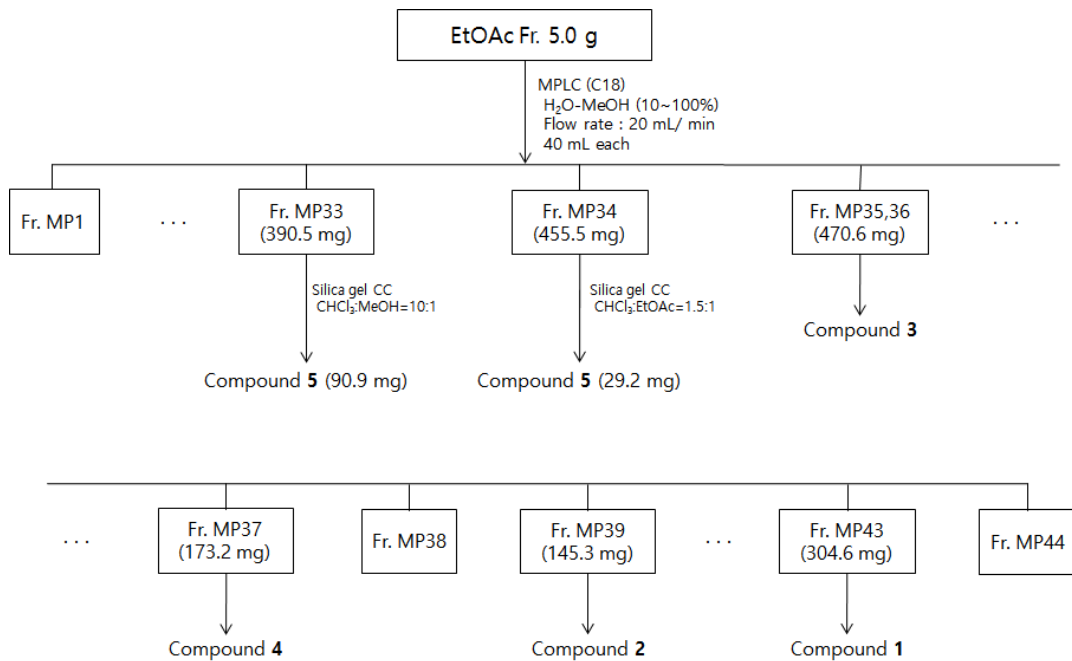 EtOAc Fr. 5.0 g
MPLC (C18)
H₂O-MeOH (10~100%)
Flow rate : 20 mL/ min
40 mL each
Fr. MP1
· · ·
Fr. MP33
(390.5 mg)
Fr. MP34
(455.5 mg)
Fr. MP35,36
(470.6 mg)
· · ·
Silica gel CC
CHCl₃:MeOH=10:1
Silica gel CC
CHCl₃:EtOAc=1.5:1
Compound 3
Compound 5 (90.9 mg)
Compound 5 (29.2 mg)
· · ·
Fr. MP37
(173.2 mg)
Fr. MP38
Fr. MP39
(145.3 mg)
· · ·
Fr. MP43
(304.6 mg)
Fr. MP44
Compound 4
Compound 2
Compound 1